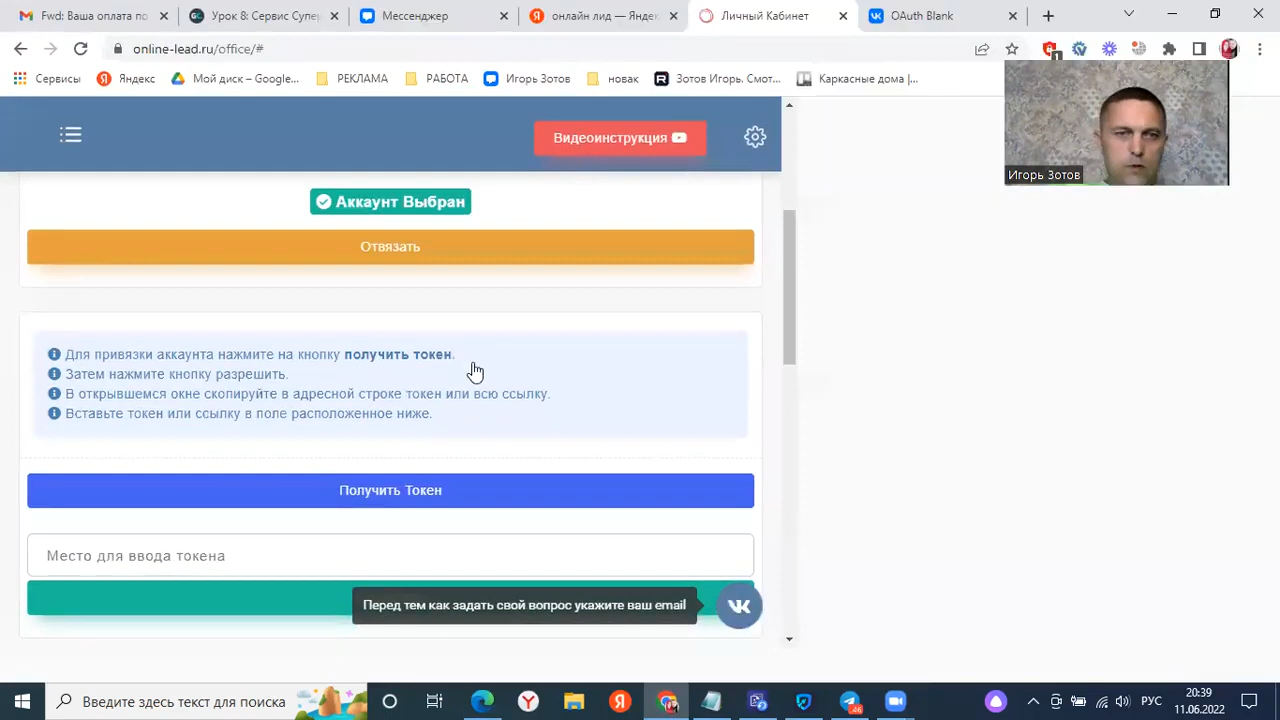 Fwd: Ваша оплата по
Урок & Сервис Супер
Мессенджер
онлайн лид — Яндек
Личный Кабинет
OAuth Blank
online-lead.ru/office/#
1
Сервисы
Яндекс
Мой диск – Google...
РЕКЛАМА
РАБОТА
Игорь Зотов
новак
Зотов Игорь. Смот...
Каркасные дома |...
Видеоинструкция
Игорь Зотов
Аккаунт Выбран
Отвязать
Для привязки аккаунта нажмите на кнопку получить токен.
Затем нажмите кнопку разрешить.
В открывшемся окне скопируйте в адресной строке токен или всю ссылку.
Вставьте токен или ссылку в поле расположенное ниже.
Получить Токен
Место для ввода токена
Перед тем как задать свой вопрос укажите ваш email
Введите здесь текст для поиска
46
РУС
20:39
11.06.2022